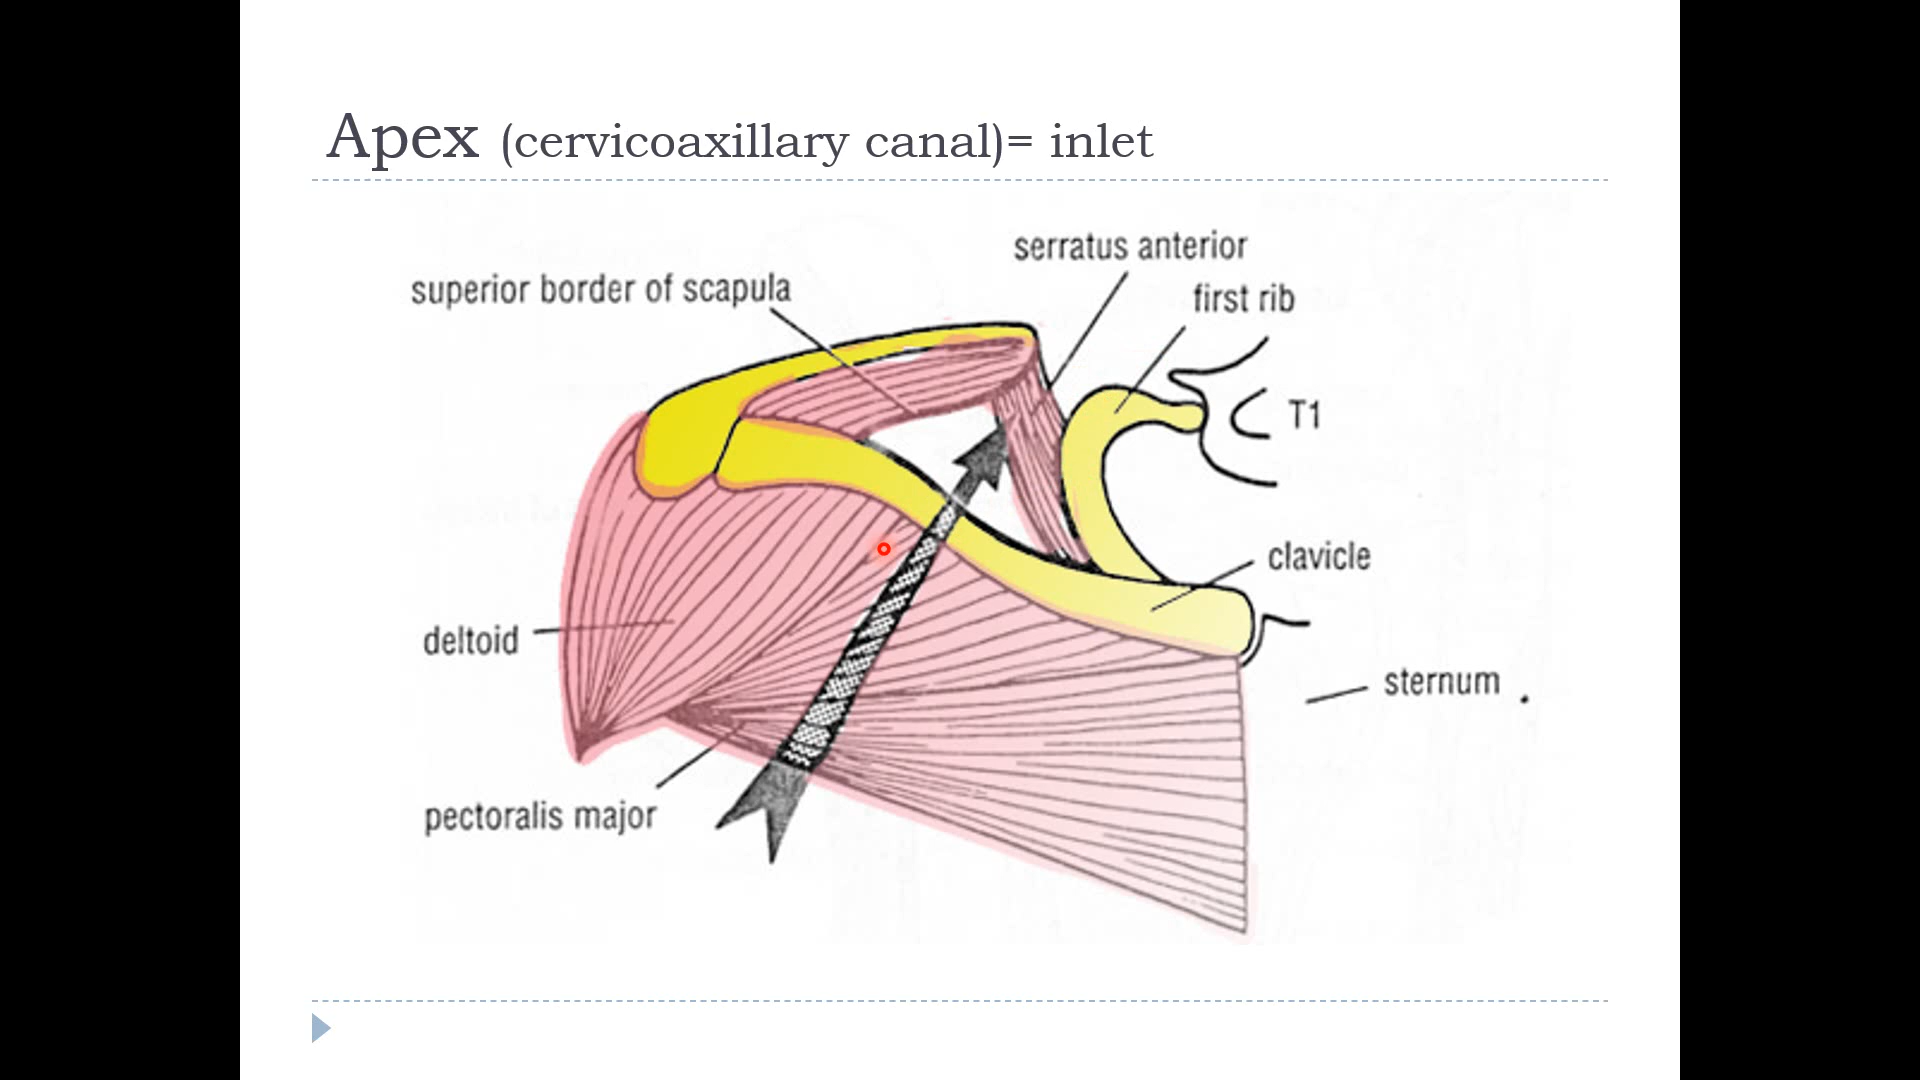 Apex (cervicoaxillary canal)= inlet
serratus anterior
superior border of scapula
first rib
T1
clavicle
deltoid
sternum
pectoralis major